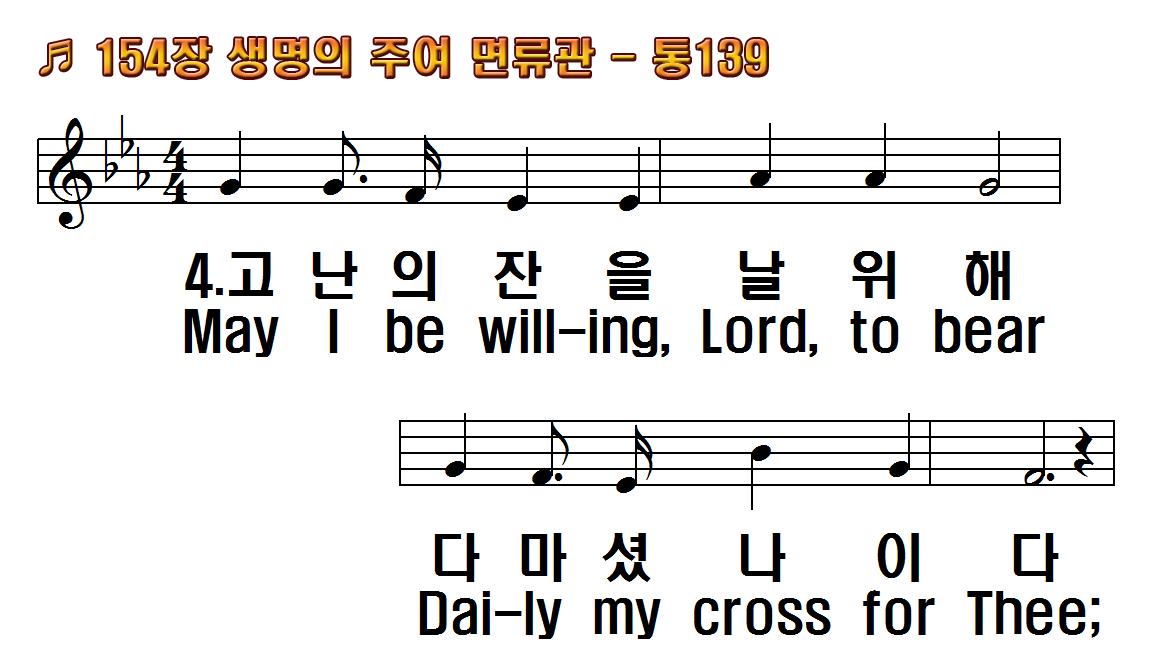 ♬ 154장 생명의 주여 면류관 - 통139
4.고 난 의 잔 을 날 위 해
May I be will-ing, Lord, to bear
다 마 셨 나 이 다
Dai-ly my cross for Thee;